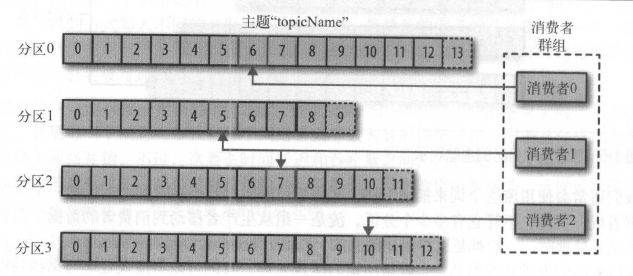 主题“topicName”
消费者
群组
分区0
0 1 2 3 4 5 6 7 8 9 10 11 12 13
消费者0
分区1
0 1 2 3 4 5 6 7 8 9
消费者1
分区2
0 1 2 3 4 5 6 7 8 9 10 11
消费者2
分区3
0 1 2 3 4 5 6 7 8 9 10 11 12